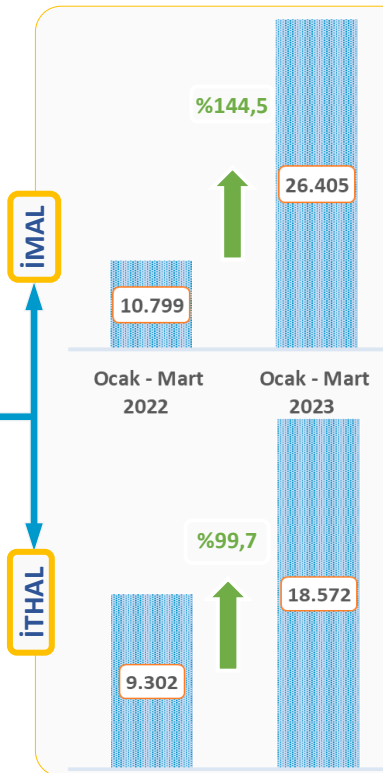 İMAL
%144,5
26.405
10.799
Ocak - Mart
2022
Ocak - Mart
2023
İTHAL
%99,7
18.572
9.302